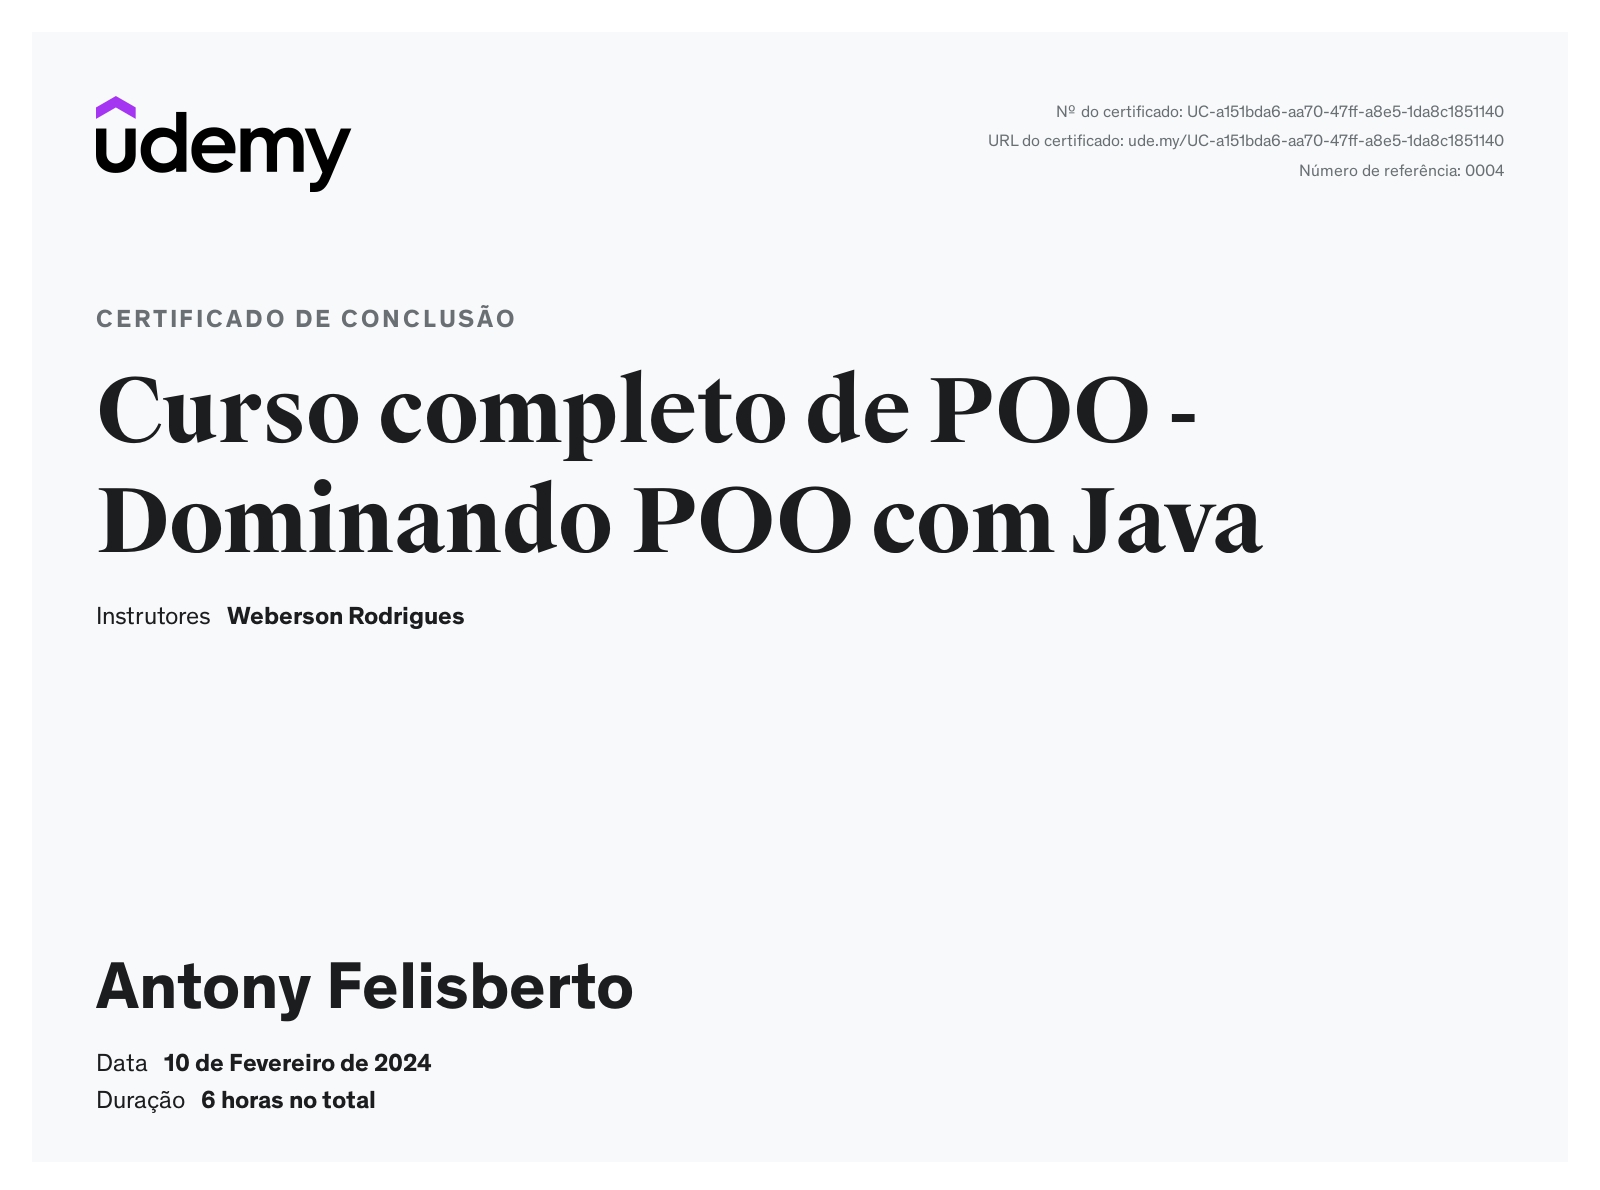 udemy
Nº do certificado: UC-a151bda6-aa70-47ff-a8e5-1da8c1851140
URL do certificado: ude.my/UC-a151bda6-aa70-47ff-a8e5-1da8c1851140
Número de referência: 0004
CERTIFICADO DE CONCLUSÃO
Curso completo de POO -
Dominando POO com Java
Instrutores Weberson Rodrigues
Antony Felisberto
Data 10 de Fevereiro de 2024
Duração 6 horas no total